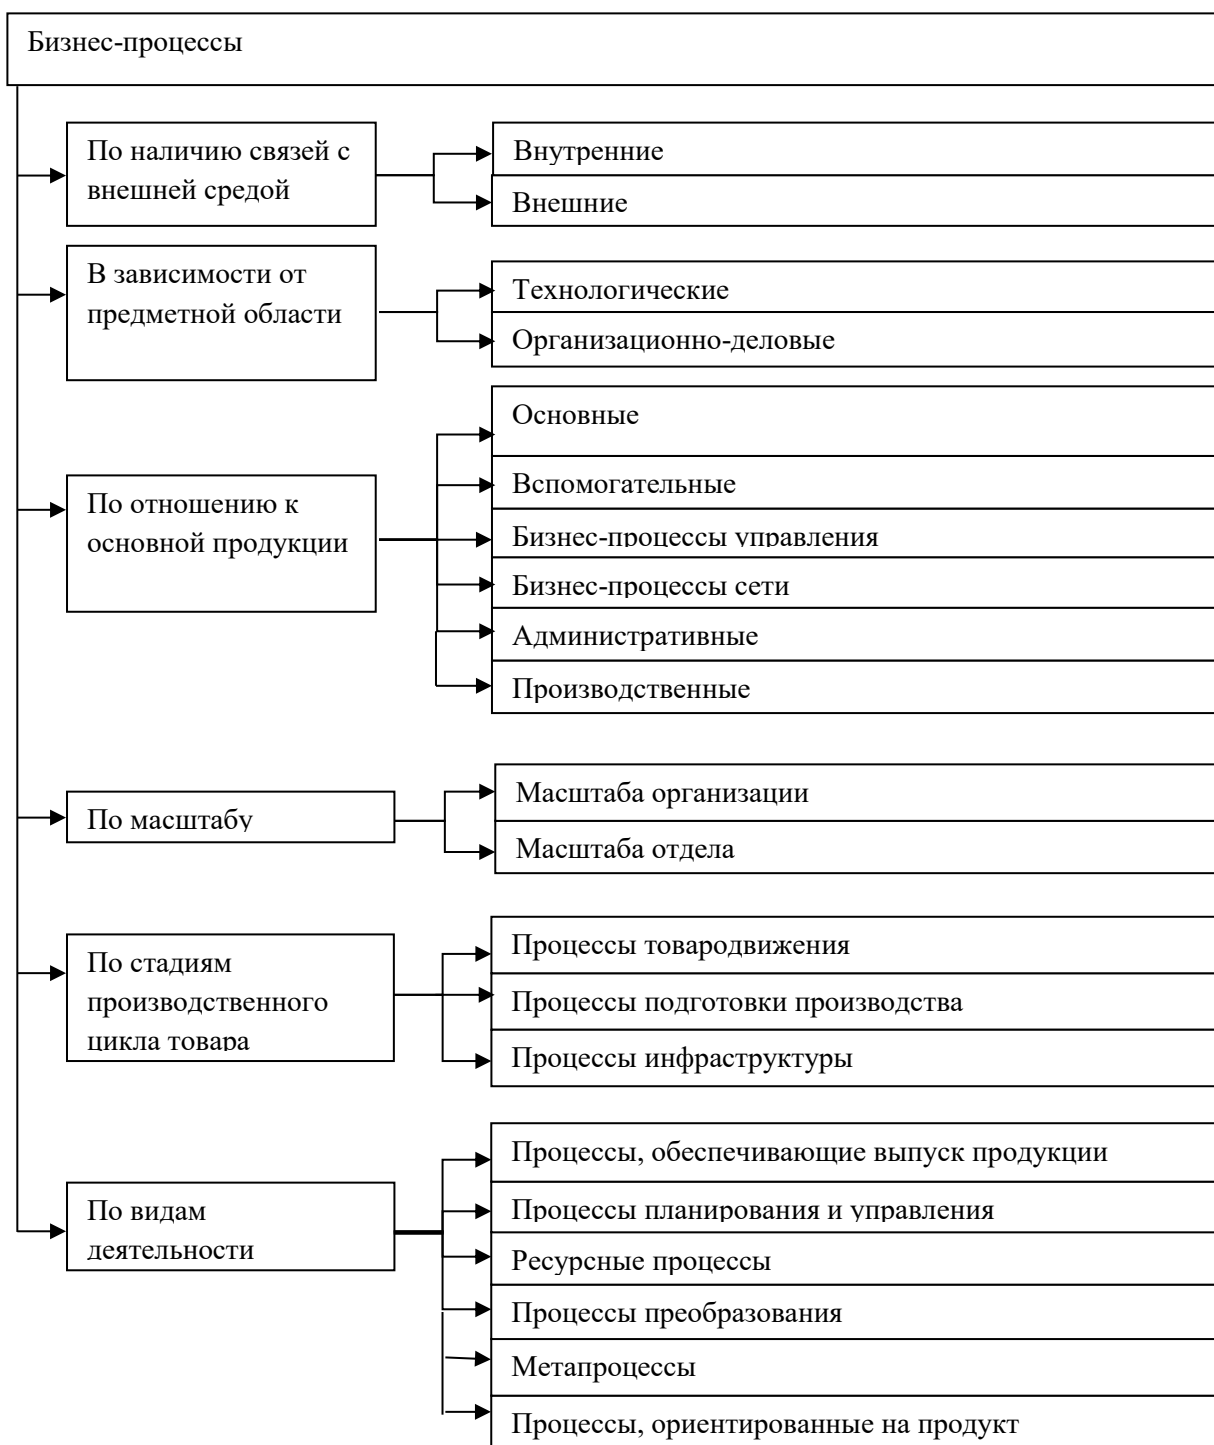 Бизнес-процессы
По наличию связей с
внешней средой
Внутренние
Внешние
В зависимости от
предметной области
Технологические
Организационно-деловые
По отношению к
основной продукции
Основные
Вспомогательные
Бизнес-процессы управления
Бизнес-процессы сети
Административные
Производственные
По масштабу
Масштаба организации
Масштаба отдела
По стадиям
производственного
цикла товара
Процессы товародвижения
Процессы подготовки производства
Процессы инфраструктуры
По видам
деятельности
Процессы, обеспечивающие выпуск продукции
Процессы планирования и управления
Ресурсные процессы
Процессы преобразования
Метапроцессы
Процессы, ориентированные на продукт